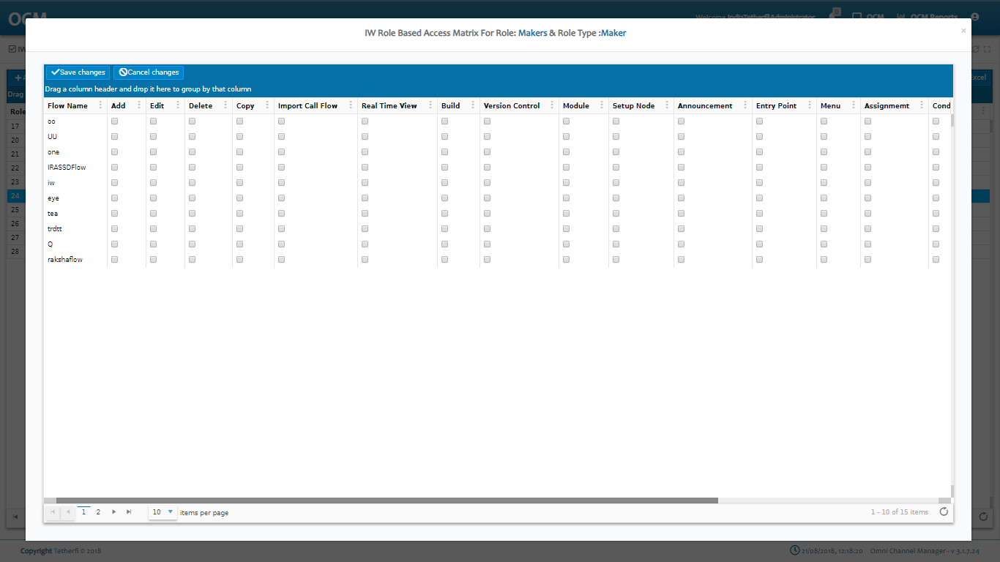 OCM
Welcome IndiaTetherfiAdministrator 0 OCM OCM Reports
IW Role Based Access Matrix For Role: Makers & Role Type :Maker ×
IW
Save changes Cancel changes
Excel
Drag a column header and drop it here to group by that column
Drag
Flow Name Add Edit Delete Copy Import Call Flow Real Time View Build Version Control Module Setup Node Announcement Entry Point Menu Assignmemt Cond
Role
oo
17
UU
20
one
21
IRASSDFlow
22
iw
23
eye
24
tea
25
trdtt
26
Q
27
rakshaflow
28
1 2 10 items per page 1 - 10 of 15 items
Copyright Tetherfi © 2018 21/08/2018, 12:18:20 Omni Channel Manager - v 3.1.7.24